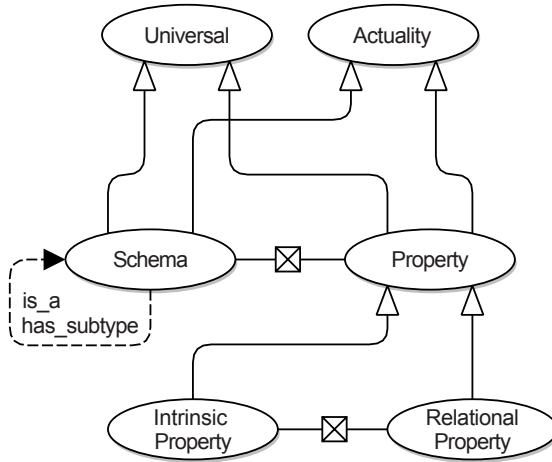 Universal
Actuality
Schema
Property
is_a
has_subtype
Intrinsic
Property
Relational
Property